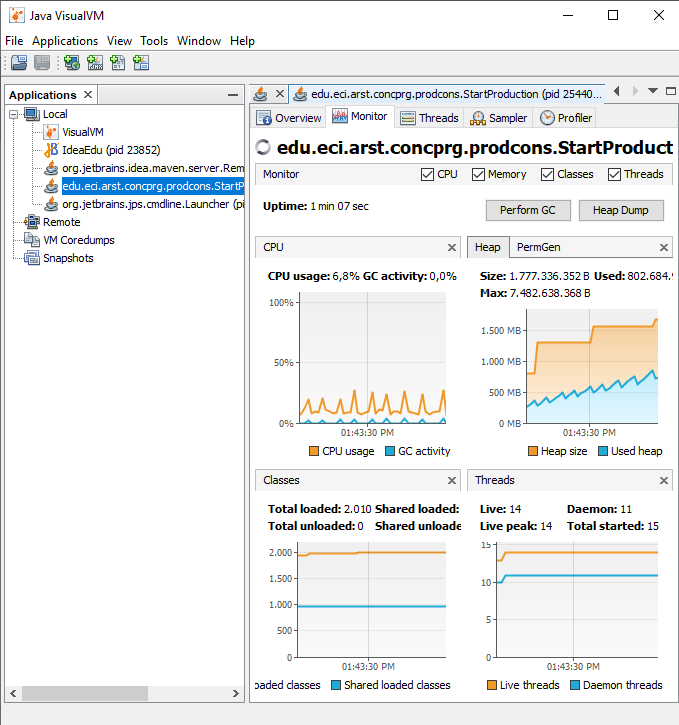 Java VisualVM
File Applications View Tools Window Help
Applications
Local
VisualVM
IdeaEdu (pid 23852)
org.jetbrains.idea.maven.server.Rem
edu.eci.arst.concprg.prodcons.StartP
org.jetbrains.jps.cmdline.Launcher (pi
Remote
VM Coredumps
Snapshots
edu.eci.arst.concprg.prodcons.StartProduction (pid 25440...
Overview Monitor Threads Sampler Profiler
edu.eci.arst.concprg.prodcons.StartProduct
Monitor CPU Memory Classes Threads
Uptime: 1 min 07 sec Perform GC Heap Dump
CPU
CPU usage: 6,8% GC activity: 0,0%
100%
50%
0%
01:43:30 PM
CPU usage GC activity
Heap PermGen
Size: 1.777.336.352 B Used: 802.684.9
Max: 7.482.638.368 B
1.500 MB
1.000 MB
500 MB
0 MB
01:43:30 PM
Heap size Used heap
Classes
Total loaded: 2.010 Shared loaded:
Total unloaded: 0 Shared unloade
2.000
1.500
1.000
500
0
01:43:30 PM
oaded classes Shared loaded classes
Threads
Live: 14 Daemon: 11
Live peak: 14 Total started: 15
15
10
5
0
01:43:30 PM
Live threads Daemon threads